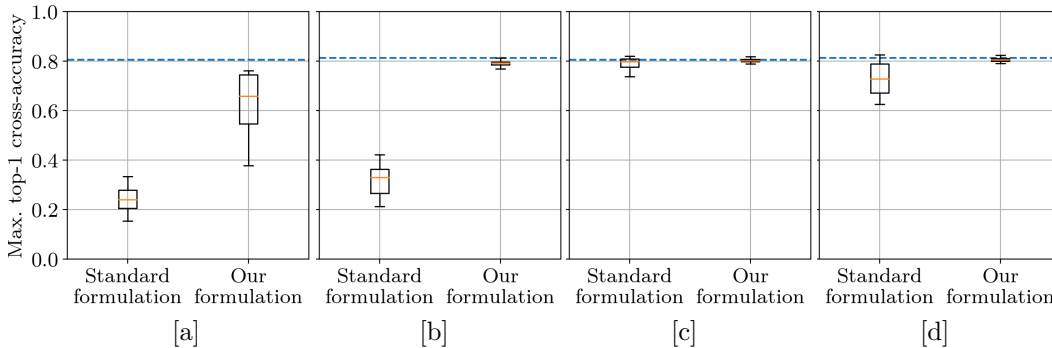 Max. top-1 cross-accuracy
1.0
0.8
0.6
0.4
0.2
0.0
Standard
formulation
Our
formulation
[a]
Standard
formulation
Our
formulation
[b]
Standard
formulation
Our
formulation
[c]
Standard
formulation
Our
formulation
[d]